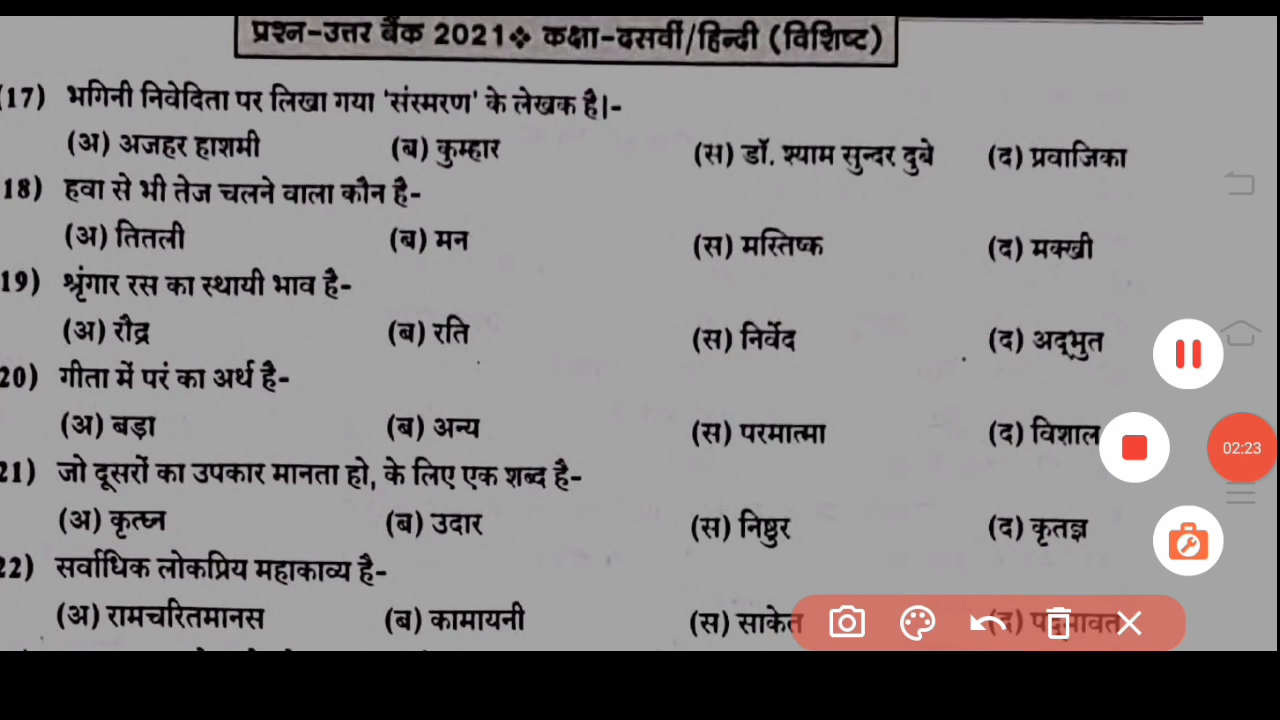 प्रश्न-उत्तर बैंक 2021❖ कक्षा-दसवीं/हिन्दी (विशिष्ट)
(17) भगिनी निवेदिता पर लिखा गया 'संस्मरण' के लेखक है।-
(अ) अजहर हाशमी (ब) कुम्हार (स) डॉ. श्याम सुन्दर दुबे (द) प्रवाजिका
18) हवा से भी तेज चलने वाला कौन है-
(अ) तितली (ब) मन (स) मस्तिष्क (द) मक्खी
19) श्रृंगार रस का स्थायी भाव है-
(अ) रौद्र (ब) रति (स) निर्वेद (द) अद्भुत
20) गीता में परं का अर्थ है-
(अ) बड़ा (ब) अन्य (स) परमात्मा (द) विशाल
21) जो दूसरों का उपकार मानता हो, के लिए एक शब्द है-
(अ) कृत्घ्न (ब) उदार (स) निष्ठुर (द) कृतज्ञ
22) सर्वाधिक लोकप्रिय महाकाव्य है-
(अ) रामचरितमानस (ब) कामायनी (स) साकेत (द) पद्मावत
02:23